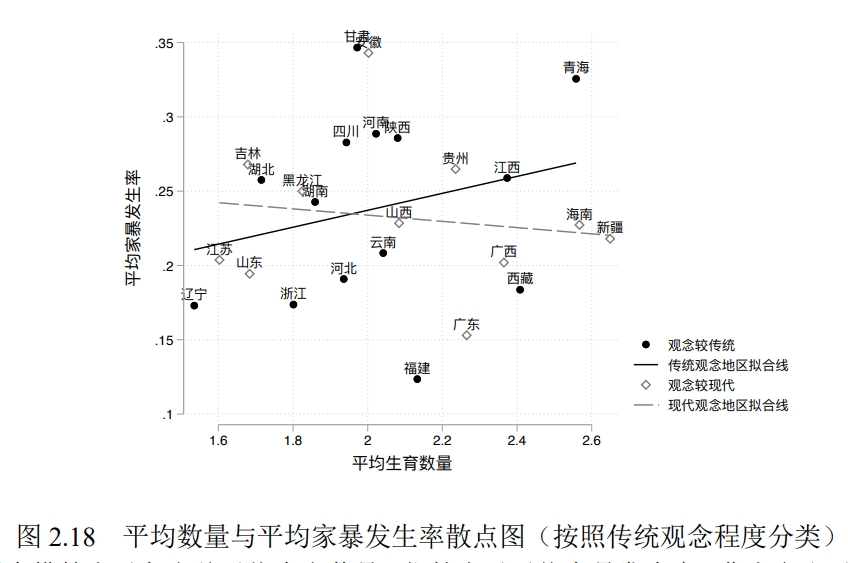 .35
.3
.25
.2
.15
.1
平均家暴发生率
甘肃
安徽
青海
河南
陕西
四川
吉林
湖北
贵州
江西
黑龙江
湖南
山西
海南
新疆
江苏
云南
广西
山东
河北
西藏
辽宁
浙江
广东
福建
观念较传统
传统观念地区拟合线
观念较现代
现代观念地区拟合线
1.6 1.8 2 2.2 2.4 2.6
平均生育数量
图 2.18 平均数量与平均家暴发生率散点图（按照传统观念程度分类）